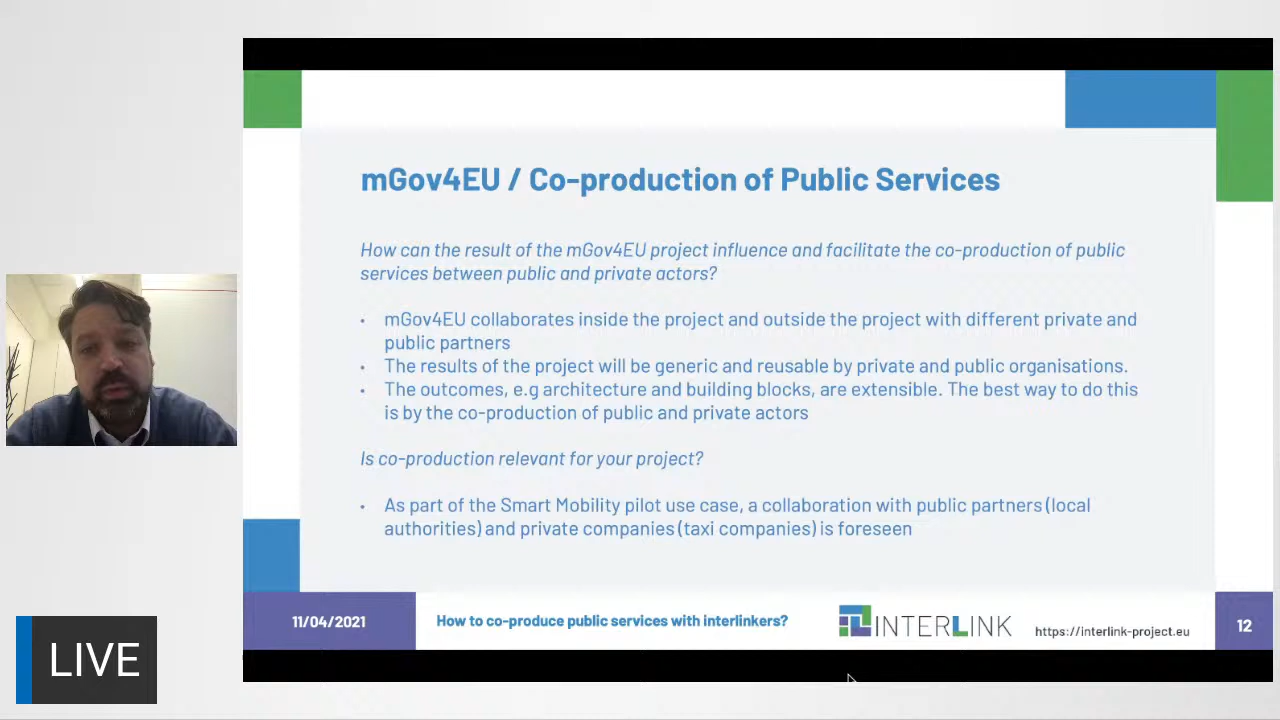 mGov4EU / Co-production of Public Services
How can the result of the mGov4EU project influence and facilitate the co-production of public
services between public and private actors?
• mGov4EU collaborates inside the project and outside the project with different private and
public partners
• The results of the project will be generic and reusable by private and public organisations.
• The outcomes, e.g architecture and building blocks, are extensible. The best way to do this
is by the co-production of public and private actors
Is co-production relevant for your project?
• As part of the Smart Mobility pilot use case, a collaboration with public partners (local
authorities) and private companies (taxi companies) is foreseen
11/04/2021
How to co-produce public services with interlinkers?
INTERLINK
https://interlink-project.eu
12
LIVE